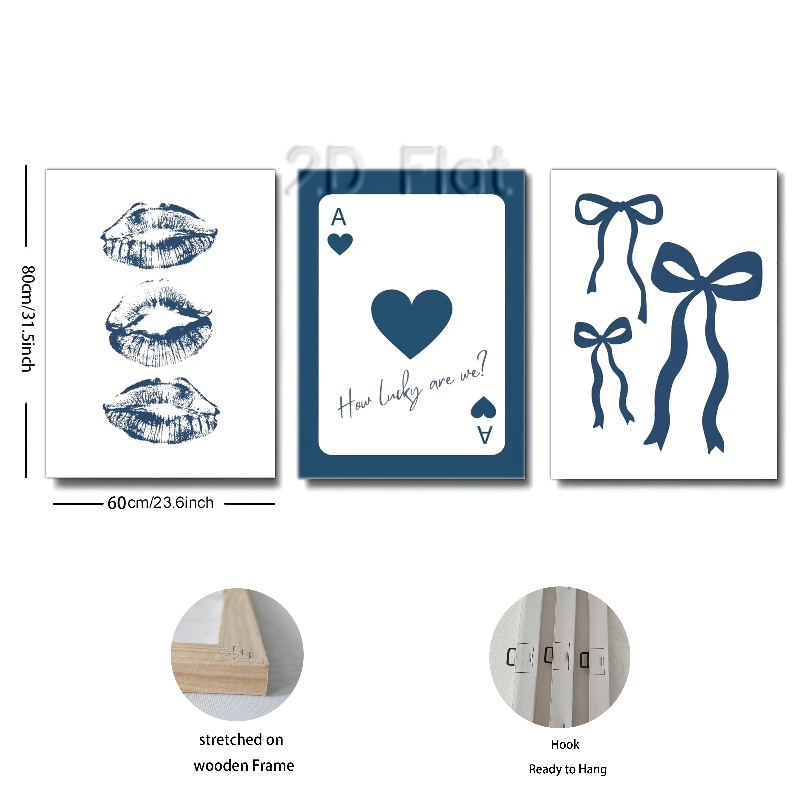 2D Flat
80cm/31.5inch
A
How lucky are we?
A
60cm/23.6inch
stretched on
wooden Frame
Hook
Ready to Hang